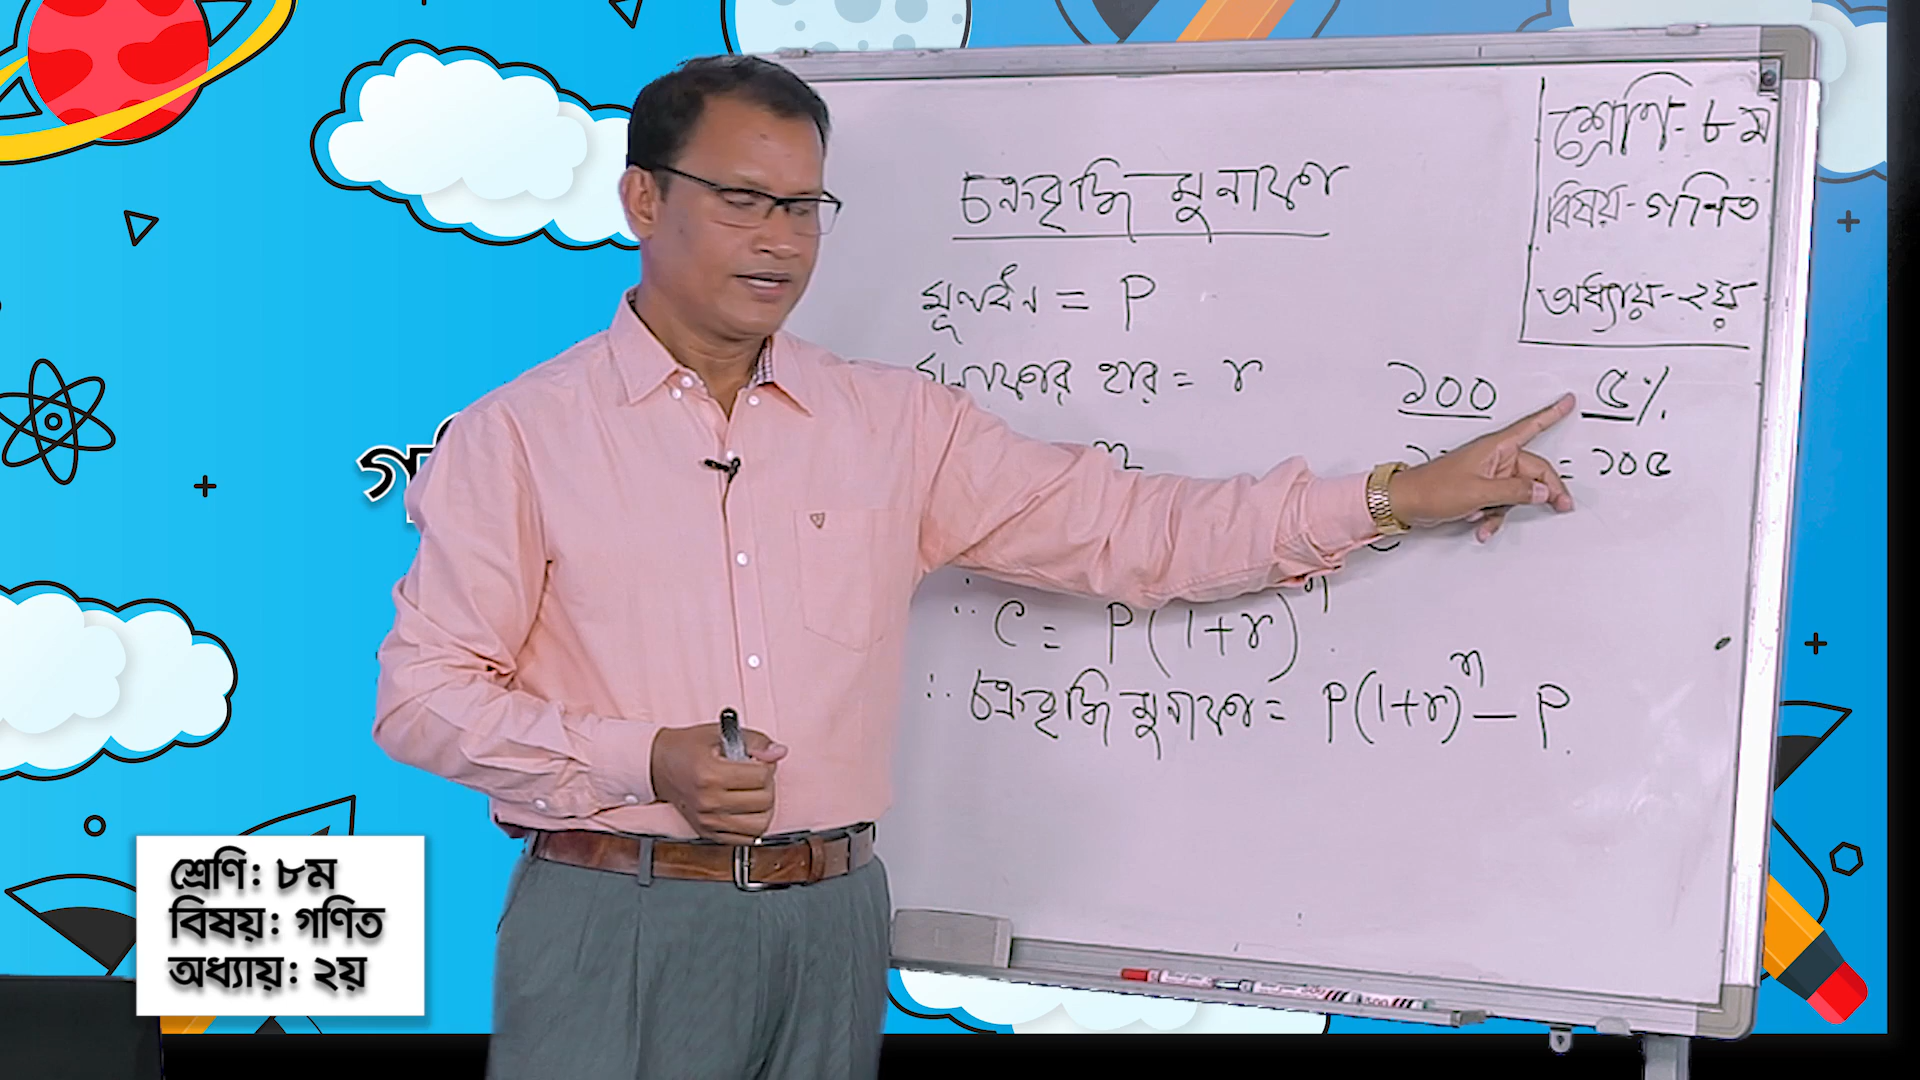 চক্রবৃদ্ধি মুনাফা
মূলধন = P
মুনাফার হার = r
n
∴ C = P(1+r)^n
∴ চক্রবৃদ্ধি মুনাফা = P(1+r)^n – P
শ্রেণি- ৮ম
বিষয়- গণিত
অধ্যায়- ২য়
১০০ ৫%
= ১০৫
শ্রেণি: ৮ম
বিষয়: গণিত
অধ্যায়: ২য়